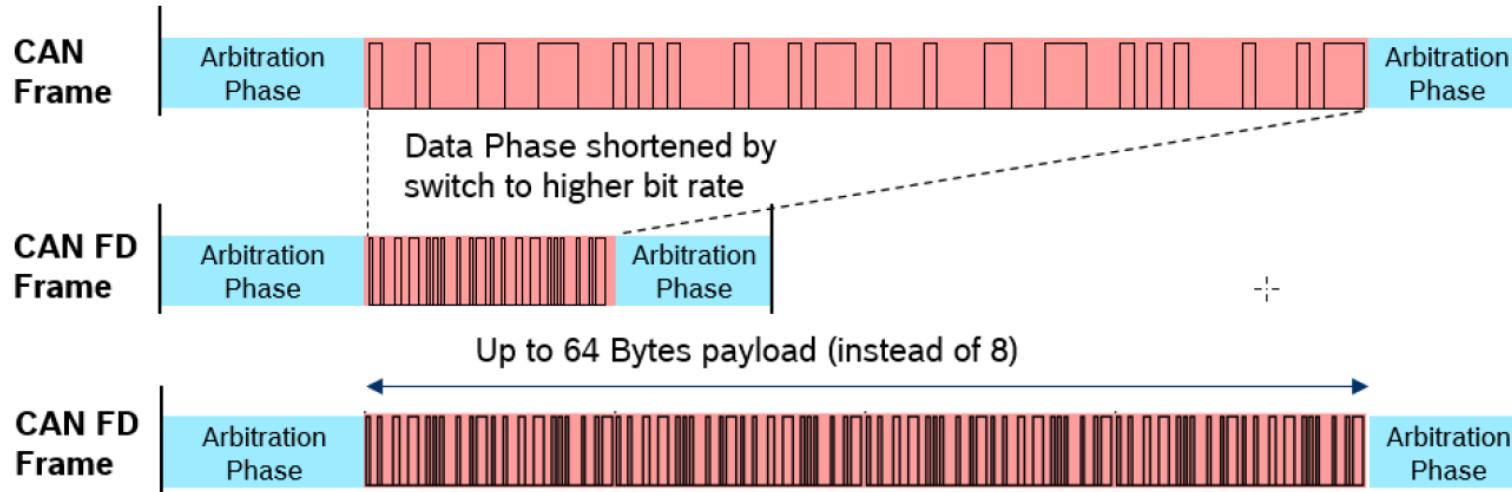 CAN
Frame
Arbitration
Phase
Arbitration
Phase
Data Phase shortened by
switch to higher bit rate
CAN FD
Frame
Arbitration
Phase
Arbitration
Phase
Up to 64 Bytes payload (instead of 8)
CAN FD
Frame
Arbitration
Phase
Arbitration
Phase